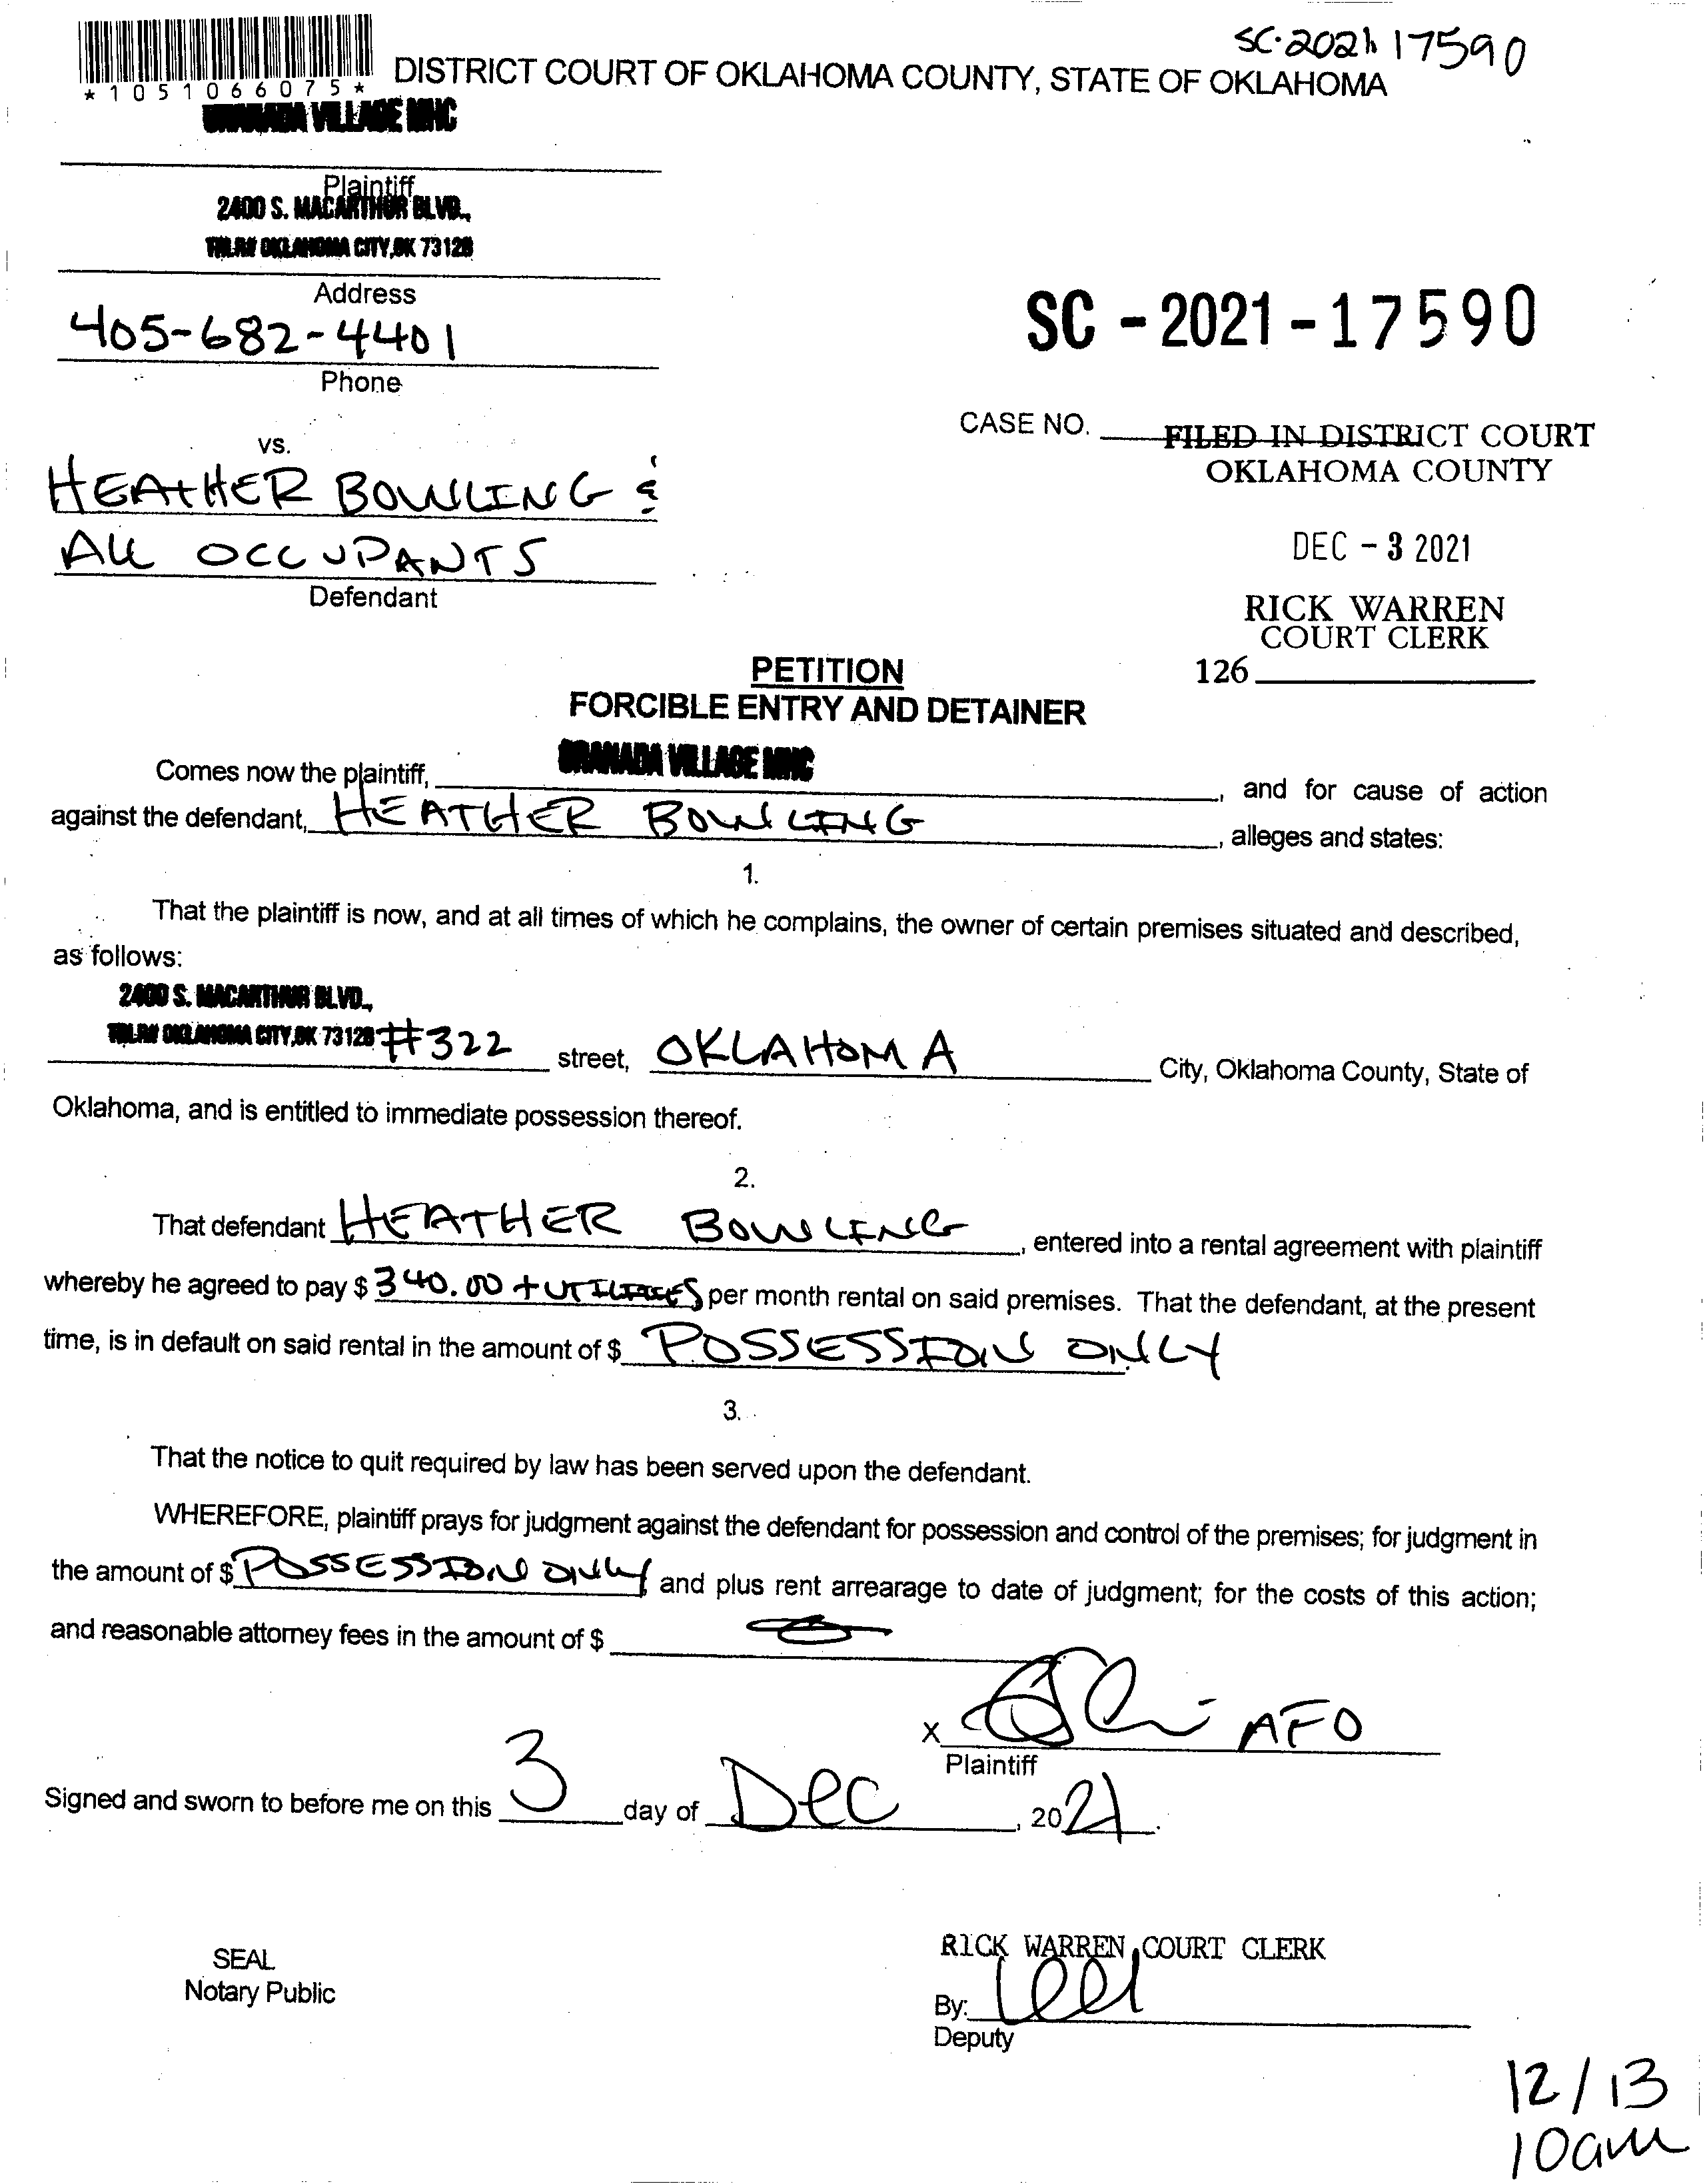 SC-2021-17590
*1051066075*
DISTRICT COURT OF OKLAHOMA COUNTY, STATE OF OKLAHOMA
GRANADA VILLAGE MHC
Plaintiff
2400 S. MACARTHUR BLVD.,
OKLAHOMA CITY, OK 73128
Address
405-682-4401
Phone
SC - 2021 - 17590
CASE NO.
FILED IN DISTRICT COURT
OKLAHOMA COUNTY
vs.
HEATHER BOWLING &
ALL OCCUPANTS
Defendant
DEC - 3 2021
RICK WARREN
COURT CLERK
126
PETITION
FORCIBLE ENTRY AND DETAINER
Comes now the plaintiff, GRANADA VILLAGE MHC, and for cause of action
against the defendant, HEATHER BOWLING, alleges and states:
1.
That the plaintiff is now, and at all times of which he complains, the owner of certain premises situated and described,
as follows:
2400 S. MACARTHUR BLVD.,
OKLAHOMA CITY, OK 73128 #322 street, OKLAHOMA City, Oklahoma County, State of
Oklahoma, and is entitled to immediate possession thereof.
2.
That defendant HEATHER BOWLING, entered into a rental agreement with plaintiff
whereby he agreed to pay $ 340.00 + UTILITIES per month rental on said premises. That the defendant, at the present
time, is in default on said rental in the amount of $ POSSESSION ONLY
3.
That the notice to quit required by law has been served upon the defendant.
WHEREFORE, plaintiff prays for judgment against the defendant for possession and control of the premises; for judgment in
the amount of $ POSSESSION ONLY and plus rent arrearage to date of judgment; for the costs of this action;
and reasonable attorney fees in the amount of $
X AFO
Plaintiff
Signed and sworn to before me on this 3 day of Dec, 2021.
SEAL
Notary Public
RICK WARREN, COURT CLERK
By:
Deputy
12/13
10am